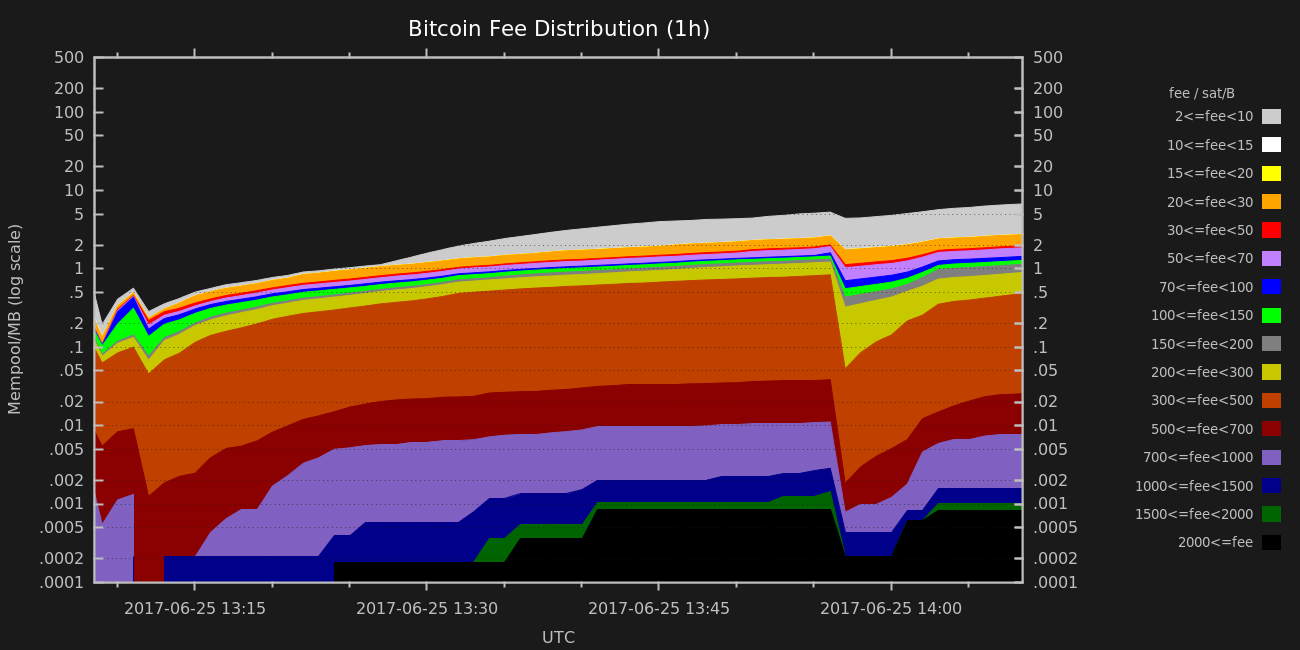 Bitcoin Fee Distribution (1h)
500 500
200 200
100 100
50 50
20 20
10 10
5 5
2 2
1 1
.5 .5
.2 .2
.1 .1
.05 .05
.02 .02
.01 .01
.005 .005
.002 .002
.001 .001
.0005 .0005
.0002 .0002
.0001 .0001
Mempool/MB (log scale)
2017-06-25 13:15 2017-06-25 13:30 2017-06-25 13:45 2017-06-25 14:00
UTC
fee / sat/B
2<=fee<10
10<=fee<15
15<=fee<20
20<=fee<30
30<=fee<50
50<=fee<70
70<=fee<100
100<=fee<150
150<=fee<200
200<=fee<300
300<=fee<500
500<=fee<700
700<=fee<1000
1000<=fee<1500
1500<=fee<2000
2000<=fee